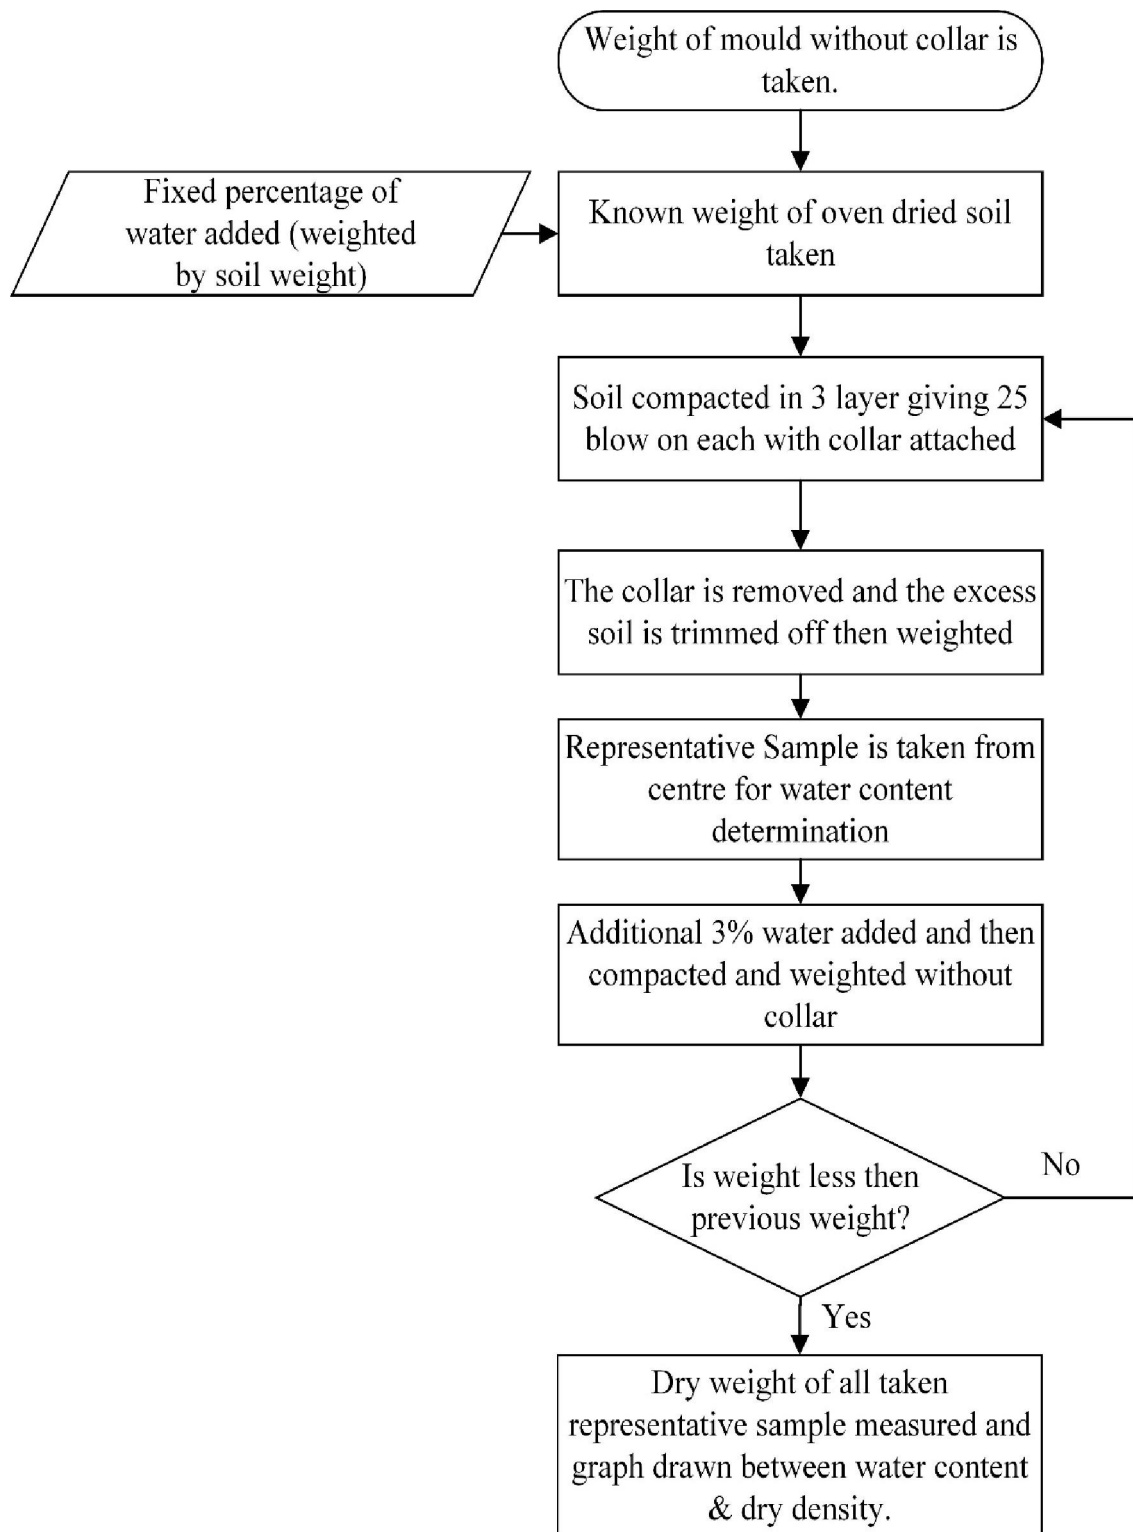 Weight of mould without collar is
taken.
Fixed percentage of
water added (weighted
by soil weight)
Known weight of oven dried soil
taken
Soil compacted in 3 layer giving 25
blow on each with collar attached
The collar is removed and the excess
soil is trimmed off then weighted
Representative Sample is taken from
centre for water content
determination
Additional 3% water added and then
compacted and weighted without
collar
Is weight less then
previous weight?
No
Yes
Dry weight of all taken
representative sample measured and
graph drawn between water content
& dry density.